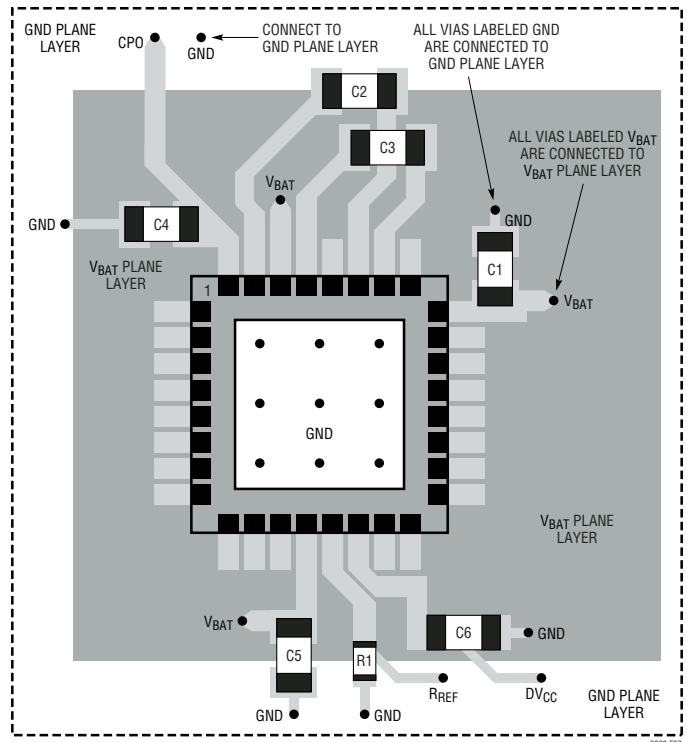 GND PLANE
LAYER
CPO
GND
CONNECT TO
GND PLANE LAYER
ALL VIAS LABELED GND
ARE CONNECTED TO
GND PLANE LAYER
C2
C3
ALL VIAS LABELED VBAT
ARE CONNECTED TO
VBAT PLANE LAYER
VBAT
GND
C4
GND
C1
VBAT PLANE
LAYER
1
VBAT
GND
VBAT PLANE
LAYER
VBAT
C5
R1
C6
GND
RREF
DVCC
GND PLANE
LAYER
GND
GND